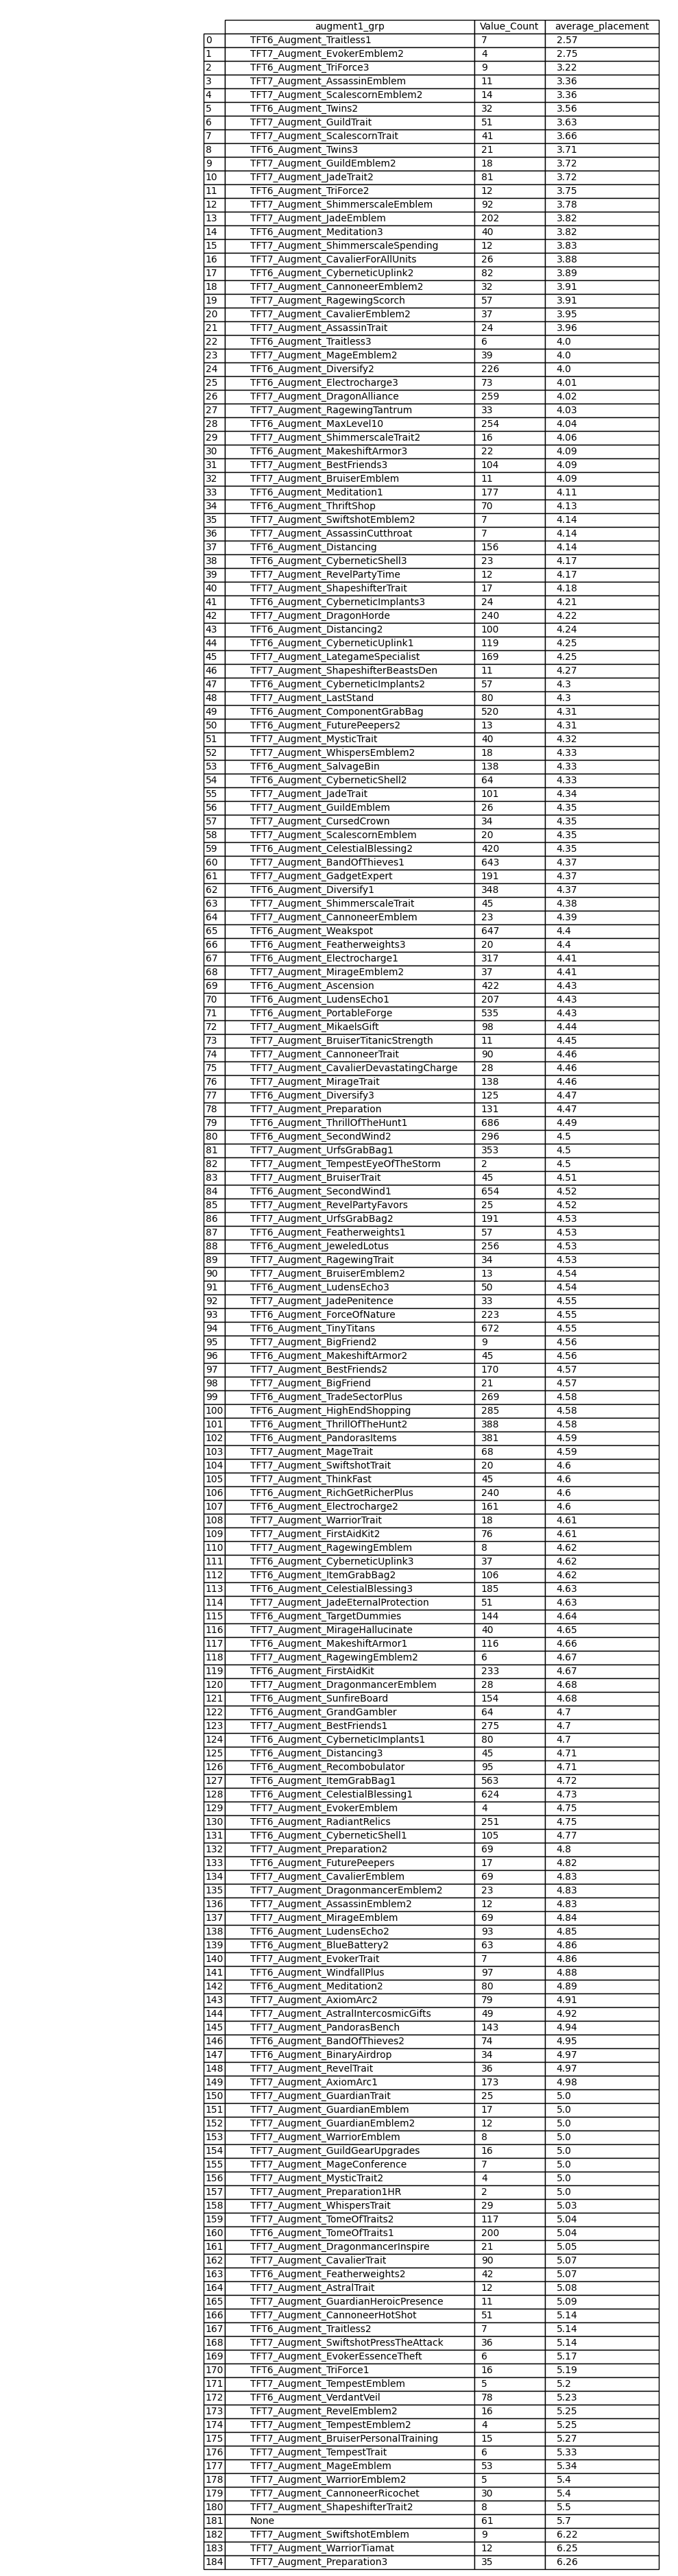 augment1_grp Value_Count average_placement
0 TFT6_Augment_Traitless1 7 2.57
1 TFT7_Augment_EvokerEmblem2 4 2.75
2 TFT6_Augment_TriForce3 9 3.22
3 TFT7_Augment_AssassinEmblem 11 3.36
4 TFT7_Augment_ScalescornEmblem2 14 3.36
5 TFT6_Augment_Twins2 32 3.56
6 TFT7_Augment_GuildTrait 51 3.63
7 TFT7_Augment_ScalescornTrait 41 3.66
8 TFT6_Augment_Twins3 21 3.71
9 TFT7_Augment_GuildEmblem2 18 3.72
10 TFT7_Augment_JadeTrait2 81 3.72
11 TFT6_Augment_TriForce2 12 3.75
12 TFT7_Augment_ShimmerscaleEmblem 92 3.78
13 TFT7_Augment_JadeEmblem 202 3.82
14 TFT6_Augment_Meditation3 40 3.82
15 TFT7_Augment_ShimmerscaleSpending 12 3.83
16 TFT7_Augment_CavalierForAllUnits 26 3.88
17 TFT6_Augment_CyberneticUplink2 82 3.89
18 TFT7_Augment_CannoneerEmblem2 32 3.91
19 TFT7_Augment_RagewingScorch 57 3.91
20 TFT7_Augment_CavalierEmblem2 37 3.95
21 TFT7_Augment_AssassinTrait 24 3.96
22 TFT6_Augment_Traitless3 6 4.0
23 TFT7_Augment_MageEmblem2 39 4.0
24 TFT6_Augment_Diversify2 226 4.0
25 TFT6_Augment_Electrocharge3 73 4.01
26 TFT7_Augment_DragonAlliance 259 4.02
27 TFT7_Augment_RagewingTantrum 33 4.03
28 TFT6_Augment_MaxLevel10 254 4.04
29 TFT7_Augment_ShimmerscaleTrait2 16 4.06
30 TFT6_Augment_MakeshiftArmor3 22 4.09
31 TFT7_Augment_BestFriends3 104 4.09
32 TFT7_Augment_BruiserEmblem 11 4.09
33 TFT6_Augment_Meditation1 177 4.11
34 TFT6_Augment_ThriftShop 70 4.13
35 TFT7_Augment_SwiftshotEmblem2 7 4.14
36 TFT7_Augment_AssassinCutthroat 7 4.14
37 TFT6_Augment_Distancing 156 4.14
38 TFT6_Augment_CyberneticShell3 23 4.17
39 TFT7_Augment_RevelPartyTime 12 4.17
40 TFT7_Augment_ShapeshifterTrait 17 4.18
41 TFT6_Augment_CyberneticImplants3 24 4.21
42 TFT7_Augment_DragonHorde 240 4.22
43 TFT6_Augment_Distancing2 100 4.24
44 TFT6_Augment_CyberneticUplink1 119 4.25
45 TFT7_Augment_LategameSpecialist 169 4.25
46 TFT7_Augment_ShapeshifterBeastsDen 11 4.27
47 TFT6_Augment_CyberneticImplants2 57 4.3
48 TFT7_Augment_LastStand 80 4.3
49 TFT6_Augment_ComponentGrabBag 520 4.31
50 TFT6_Augment_FuturePeepers2 13 4.31
51 TFT7_Augment_MysticTrait 40 4.32
52 TFT7_Augment_WhispersEmblem2 18 4.33
53 TFT6_Augment_SalvageBin 138 4.33
54 TFT6_Augment_CyberneticShell2 64 4.33
55 TFT7_Augment_JadeTrait 101 4.34
56 TFT7_Augment_GuildEmblem 26 4.35
57 TFT7_Augment_CursedCrown 34 4.35
58 TFT7_Augment_ScalescornEmblem 20 4.35
59 TFT6_Augment_CelestialBlessing2 420 4.35
60 TFT7_Augment_BandOfThieves1 643 4.37
61 TFT7_Augment_GadgetExpert 191 4.37
62 TFT6_Augment_Diversify1 348 4.37
63 TFT7_Augment_ShimmerscaleTrait 45 4.38
64 TFT7_Augment_CannoneerEmblem 23 4.39
65 TFT6_Augment_Weakspot 647 4.4
66 TFT6_Augment_Featherweights3 20 4.4
67 TFT6_Augment_Electrocharge1 317 4.41
68 TFT7_Augment_MirageEmblem2 37 4.41
69 TFT6_Augment_Ascension 422 4.43
70 TFT6_Augment_LudensEcho1 207 4.43
71 TFT6_Augment_PortableForge 535 4.43
72 TFT7_Augment_MikaelsGift 98 4.44
73 TFT7_Augment_BruiserTitanicStrength 11 4.45
74 TFT7_Augment_CannoneerTrait 90 4.46
75 TFT7_Augment_CavalierDevastatingCharge 28 4.46
76 TFT7_Augment_MirageTrait 138 4.46
77 TFT6_Augment_Diversify3 125 4.47
78 TFT7_Augment_Preparation 131 4.47
79 TFT6_Augment_ThrillOfTheHunt1 686 4.49
80 TFT6_Augment_SecondWind2 296 4.5
81 TFT7_Augment_UrfsGrabBag1 353 4.5
82 TFT7_Augment_TempestEyeOfTheStorm 2 4.5
83 TFT7_Augment_BruiserTrait 45 4.51
84 TFT6_Augment_SecondWind1 654 4.52
85 TFT7_Augment_RevelPartyFavors 25 4.52
86 TFT7_Augment_UrfsGrabBag2 191 4.53
87 TFT6_Augment_Featherweights1 57 4.53
88 TFT6_Augment_JeweledLotus 256 4.53
89 TFT7_Augment_RagewingTrait 34 4.53
90 TFT7_Augment_BruiserEmblem2 13 4.54
91 TFT6_Augment_LudensEcho3 50 4.54
92 TFT7_Augment_JadePenitence 33 4.55
93 TFT6_Augment_ForceOfNature 223 4.55
94 TFT6_Augment_TinyTitans 672 4.55
95 TFT7_Augment_BigFriend2 9 4.56
96 TFT6_Augment_MakeshiftArmor2 45 4.56
97 TFT7_Augment_BestFriends2 170 4.57
98 TFT7_Augment_BigFriend 21 4.57
99 TFT6_Augment_TradeSectorPlus 269 4.58
100 TFT6_Augment_HighEndShopping 285 4.58
101 TFT6_Augment_ThrillOfTheHunt2 388 4.58
102 TFT6_Augment_PandorasItems 381 4.59
103 TFT7_Augment_MageTrait 68 4.59
104 TFT7_Augment_SwiftshotTrait 20 4.6
105 TFT7_Augment_ThinkFast 45 4.6
106 TFT6_Augment_RichGetRicherPlus 240 4.6
107 TFT6_Augment_Electrocharge2 161 4.6
108 TFT7_Augment_WarriorTrait 18 4.61
109 TFT7_Augment_FirstAidKit2 76 4.61
110 TFT7_Augment_RagewingEmblem 8 4.62
111 TFT6_Augment_CyberneticUplink3 37 4.62
112 TFT6_Augment_ItemGrabBag2 106 4.62
113 TFT6_Augment_CelestialBlessing3 185 4.63
114 TFT7_Augment_JadeEternalProtection 51 4.63
115 TFT6_Augment_TargetDummies 144 4.64
116 TFT7_Augment_MirageHallucinate 40 4.65
117 TFT6_Augment_MakeshiftArmor1 116 4.66
118 TFT7_Augment_RagewingEmblem2 6 4.67
119 TFT6_Augment_FirstAidKit 233 4.67
120 TFT7_Augment_DragonmancerEmblem 28 4.68
121 TFT6_Augment_SunfireBoard 154 4.68
122 TFT6_Augment_GrandGambler 64 4.7
123 TFT7_Augment_BestFriends1 275 4.7
124 TFT6_Augment_CyberneticImplants1 80 4.7
125 TFT6_Augment_Distancing3 45 4.71
126 TFT6_Augment_Recombobulator 95 4.71
127 TFT6_Augment_ItemGrabBag1 563 4.72
128 TFT6_Augment_CelestialBlessing1 624 4.73
129 TFT7_Augment_EvokerEmblem 4 4.75
130 TFT6_Augment_RadiantRelics 251 4.75
131 TFT6_Augment_CyberneticShell1 105 4.77
132 TFT7_Augment_Preparation2 69 4.8
133 TFT6_Augment_FuturePeepers 17 4.82
134 TFT7_Augment_CavalierEmblem 69 4.83
135 TFT7_Augment_DragonmancerEmblem2 23 4.83
136 TFT7_Augment_AssassinEmblem2 12 4.83
137 TFT7_Augment_MirageEmblem 69 4.84
138 TFT6_Augment_LudensEcho2 93 4.85
139 TFT6_Augment_BlueBattery2 63 4.86
140 TFT7_Augment_EvokerTrait 7 4.86
141 TFT6_Augment_WindfallPlus 97 4.88
142 TFT6_Augment_Meditation2 80 4.89
143 TFT7_Augment_AxiomArc2 79 4.91
144 TFT7_Augment_AstralIntercosmicGifts 49 4.92
145 TFT7_Augment_PandorasBench 143 4.94
146 TFT6_Augment_BandOfThieves2 74 4.95
147 TFT6_Augment_BinaryAirdrop 34 4.97
148 TFT7_Augment_RevelTrait 36 4.97
149 TFT7_Augment_AxiomArc1 173 4.98
150 TFT7_Augment_GuardianTrait 25 5.0
151 TFT7_Augment_GuardianEmblem 17 5.0
152 TFT7_Augment_GuardianEmblem2 12 5.0
153 TFT7_Augment_WarriorEmblem 8 5.0
154 TFT7_Augment_GuildGearUpgrades 16 5.0
155 TFT7_Augment_MageConference 7 5.0
156 TFT7_Augment_MysticTrait2 4 5.0
157 TFT7_Augment_Preparation1HR 2 5.0
158 TFT7_Augment_WhispersTrait 29 5.03
159 TFT7_Augment_TomeOfTraits2 117 5.04
160 TFT6_Augment_TomeOfTraits1 200 5.04
161 TFT7_Augment_DragonmancerInspire 21 5.05
162 TFT7_Augment_CavalierTrait 90 5.07
163 TFT6_Augment_Featherweights2 42 5.07
164 TFT7_Augment_AstralTrait 12 5.08
165 TFT7_Augment_GuardianHeroicPresence 11 5.09
166 TFT7_Augment_CannoneerHotShot 51 5.14
167 TFT6_Augment_Traitless2 7 5.14
168 TFT7_Augment_SwiftshotPressTheAttack 36 5.14
169 TFT7_Augment_EvokerEssenceTheft 6 5.17
170 TFT6_Augment_TriForce1 16 5.19
171 TFT7_Augment_TempestEmblem 5 5.2
172 TFT6_Augment_VerdantVeil 78 5.23
173 TFT7_Augment_RevelEmblem2 16 5.25
174 TFT7_Augment_TempestEmblem2 4 5.25
175 TFT7_Augment_BruiserPersonalTraining 15 5.27
176 TFT7_Augment_TempestTrait 6 5.33
177 TFT7_Augment_MageEmblem 53 5.34
178 TFT7_Augment_WarriorEmblem2 5 5.4
179 TFT7_Augment_CannoneerRicochet 30 5.4
180 TFT7_Augment_ShapeshifterTrait2 8 5.5
181 None 61 5.7
182 TFT7_Augment_SwiftshotEmblem 9 6.22
183 TFT7_Augment_WarriorTiamat 12 6.25
184 TFT7_Augment_Preparation3 35 6.26